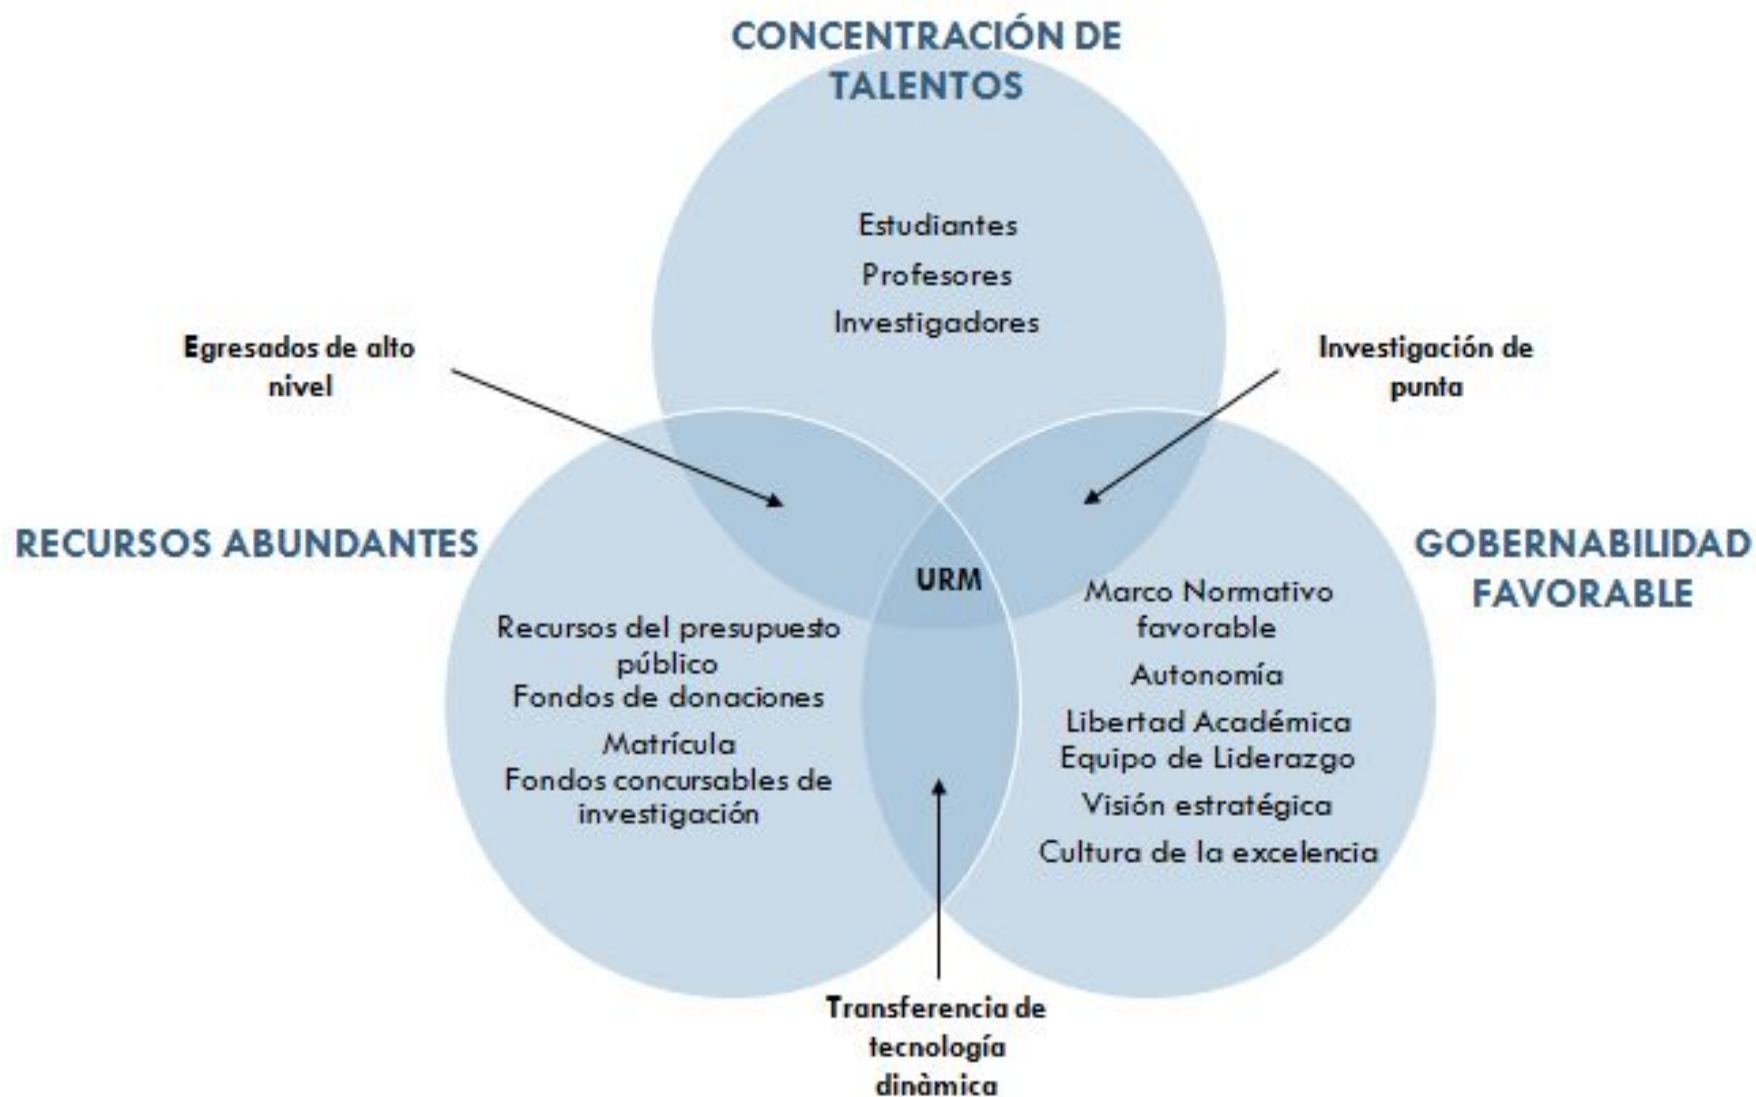 CONCENTRACIÓN DE
TALENTOS
Estudiantes
Profesores
Investigadores
Egresados de alto
nivel
Investigación de
punta
RECURSOS ABUNDANTES
GOBERNABILIDAD
FAVORABLE
URM
Recursos del presupuesto
público
Fondos de donaciones
Matrícula
Fondos concursables de
investigación
Marco Normativo
favorable
Autonomía
Libertad Académica
Equipo de Liderazgo
Visión estratégica
Cultura de la excelencia
Transferencia de
tecnología
dinàmica